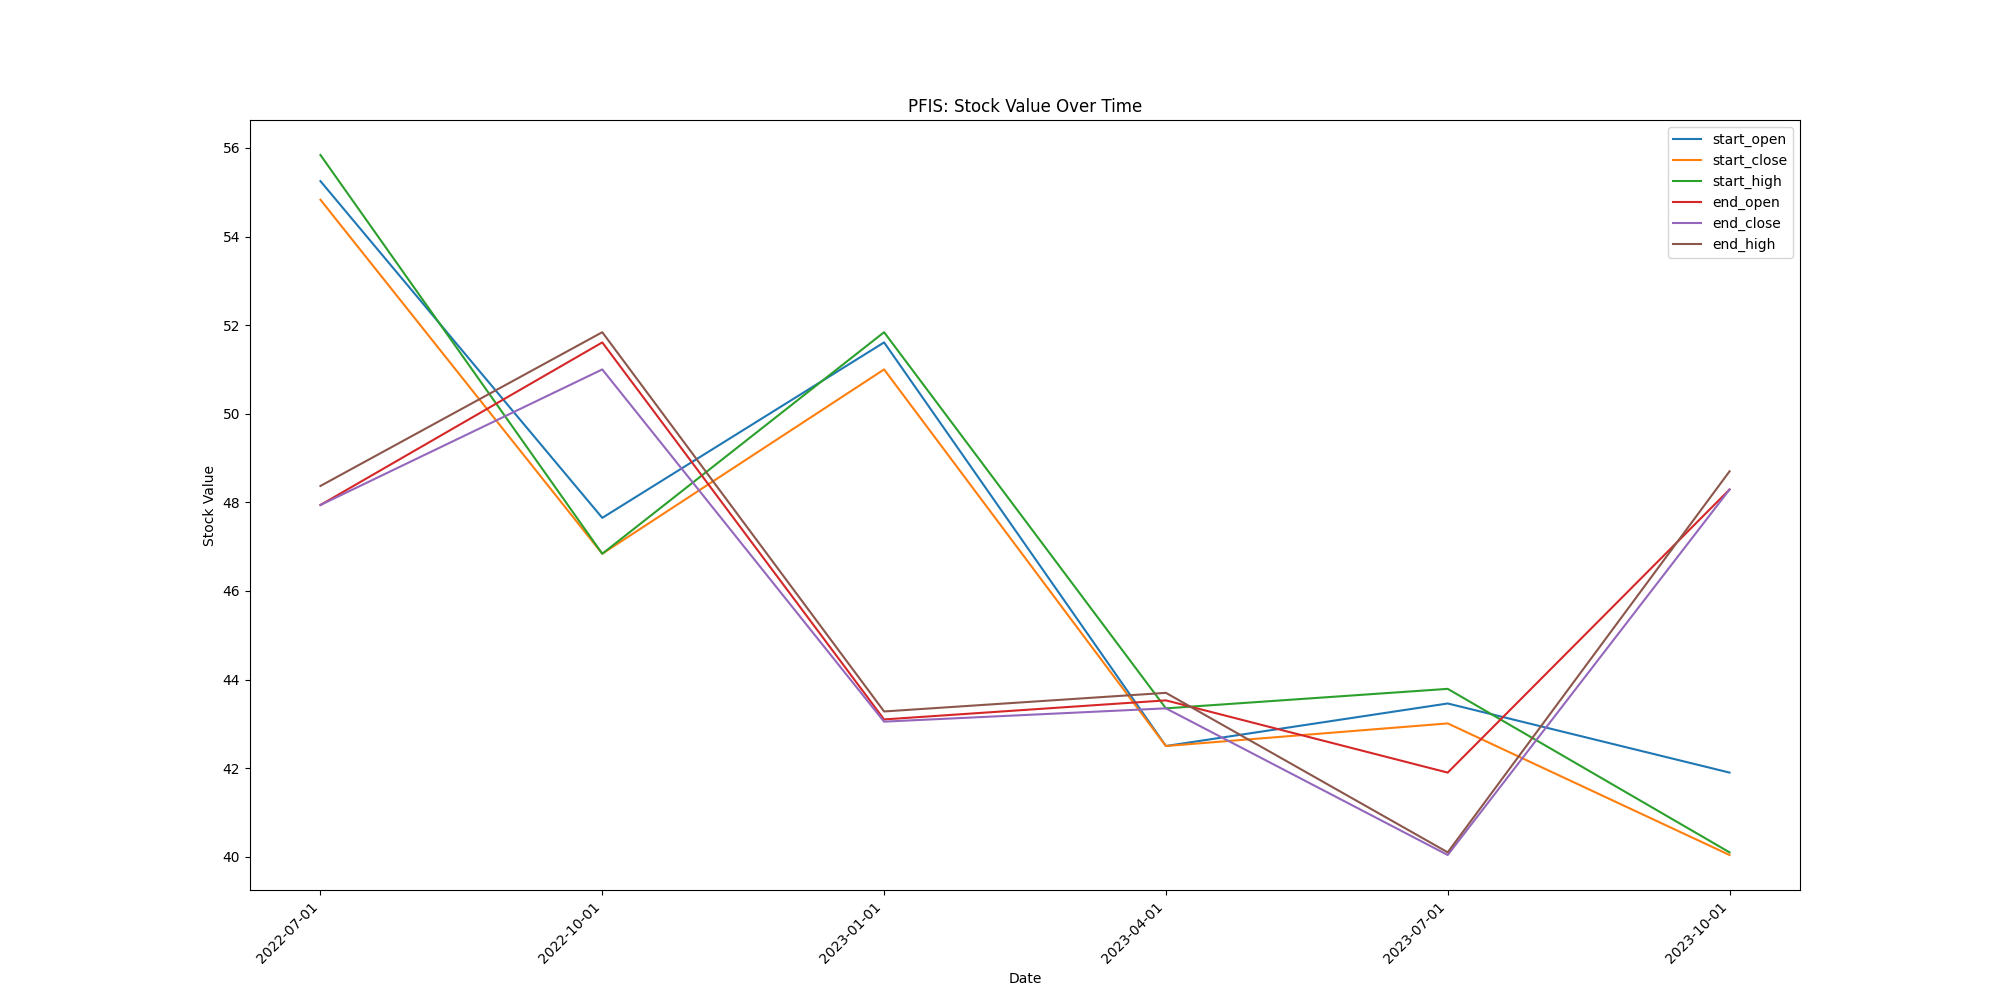 PFIS: Stock Value Over Time
start_open
start_close
start_high
end_open
end_close
end_high
Stock Value
56
54
52
50
48
46
44
42
40
2022-07-01
2022-10-01
2023-01-01
2023-04-01
2023-07-01
2023-10-01
Date